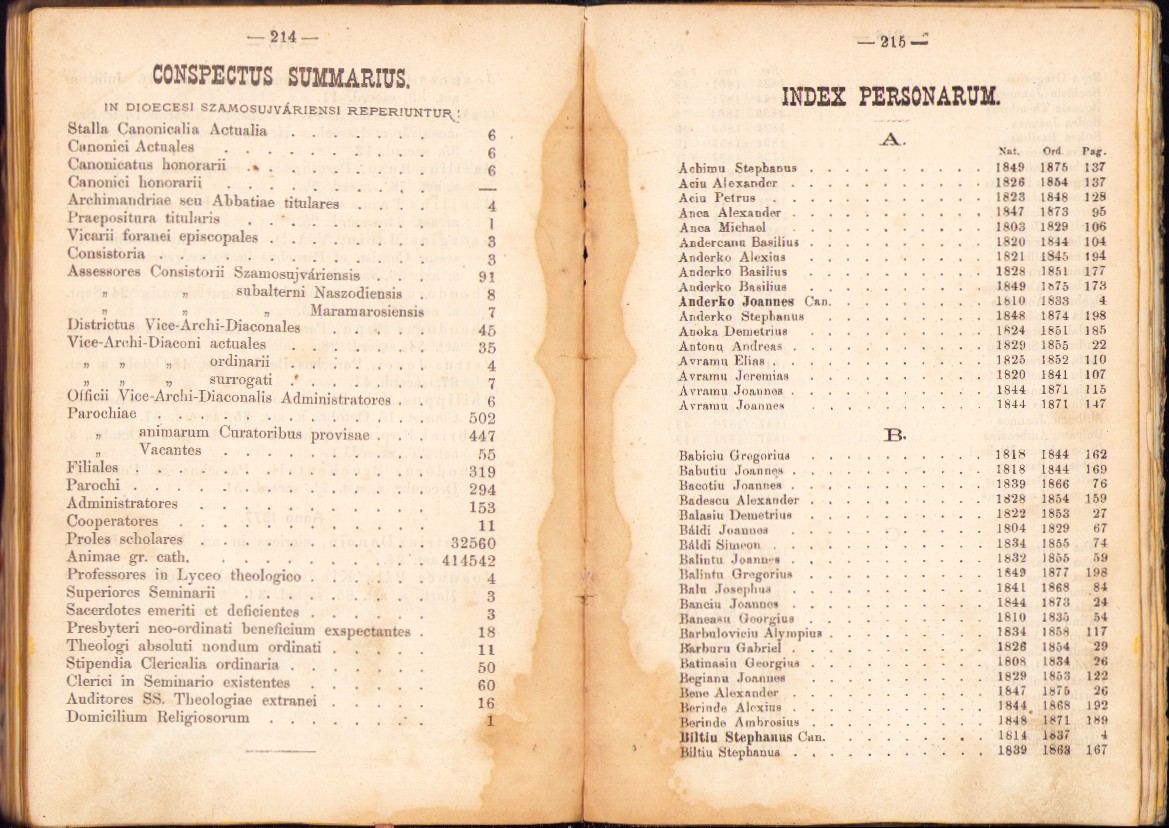 — 214 —
CONSPECTUS SUMMARIUS.
IN DIOECESI SZAMOSUJVÁRIENSI REPERIUNTUR:
Stalla Canonicalia Actualia . . . . . 6
Canonici Actuales . . . . . . . 6
Canonicatus honorarii . . . . . . . 6
Canonici honorarii . . . . . . . —
Archimandriae seu Abbatiae titulares . . . . 4
Praepositura titularis . . . . . . 1
Vicarii foranei episcopales . . . . . . 3
Consistoria . . . . . . . . . 3
Assessores Consistorii Szamosujváriensis . . 91
„ „ subalterni Naszodiensis . 8
„ „ „ Maramarosiensis 7
Districtus Vice-Archi-Diaconales . . . . 45
Vice-Archi-Diaconi actuales . . . . . 35
„ „ „ ordinarii . . . . . 4
„ „ „ surrogati . . . . . 7
Officii Vice-Archi-Diaconalis Administratores . . 6
Parochiae . . . . . . . . . 502
„ animarum Curatoribus provisae . . . 447
„ Vacantes . . . . . . . 55
Filiales . . . . . . . . . 319
Parochi . . . . . . . . . 294
Administratores . . . . . . . . 153
Cooperatores . . . . . . . . 11
Proles scholares . . . . . . . 32560
Animae gr. cath. . . . . . . . 414542
Professores in Lyceo theologico . . . . . 4
Superiores Seminarii . . . . . . . 3
Sacerdotes emeriti et deficientes . . . . . 3
Presbyteri neo-ordinati beneficium exspectantes . 18
Theologi absoluti nondum ordinati . . . . 11
Stipendia Clericalia ordinaria . . . . . 50
Clerici in Seminario existentes . . . . . 60
Auditores SS. Theologiae extranei . . . . 16
Domicilium Religiosorum . . . . . . 1
— 215 —
INDEX PERSONARUM.
A.
Nat. Ord. Pag.
Achimu Stephanus . . . . . . . . . 1849 1875 137
Aciu Alexander . . . . . . . . . 1826 1854 137
Aciu Petrus . . . . . . . . . 1823 1848 128
Anca Alexander . . . . . . . . . 1847 1873 95
Anca Michael . . . . . . . . . 1803 1829 106
Andercanu Basilius . . . . . . . . . 1820 1844 104
Anderko Alexius . . . . . . . . . 1821 1845 194
Anderko Basilius . . . . . . . . . 1828 1851 177
Anderko Basilius . . . . . . . . . 1849 1875 173
Anderko Joannes Can. . . . . . . . . 1810 1833 4
Anderko Stephanus . . . . . . . . . 1848 1874 198
Anoka Demetrius . . . . . . . . . 1824 1851 185
Antonu Andreas . . . . . . . . . 1829 1855 22
Avramu Elias . . . . . . . . . 1825 1852 110
Avramu Jeremias . . . . . . . . . 1820 1841 107
Avramu Joannes . . . . . . . . . 1844 1871 115
Avramu Joannes . . . . . . . . . 1844 1871 147
B.
Babiciu Gregorius . . . . . . . . . 1818 1844 162
Babutiu Joannes . . . . . . . . . 1818 1844 169
Bacotiu Joannes . . . . . . . . . 1839 1866 76
Badescu Alexander . . . . . . . . . 1828 1854 159
Balasiu Demetrius . . . . . . . . . 1822 1853 27
Báldi Joannes . . . . . . . . . 1804 1829 67
Báldi Simeon . . . . . . . . . 1834 1855 74
Balintu Joannes . . . . . . . . . 1832 1855 59
Balintu Gregorius . . . . . . . . . 1849 1877 198
Balu Josephus . . . . . . . . . 1841 1868 84
Banciu Joannes . . . . . . . . . 1844 1873 24
Baneasu Georgius . . . . . . . . . 1810 1835 54
Barbuloviciu Alympius . . . . . . . . . 1834 1858 117
Barburu Gabriel . . . . . . . . . 1826 1854 29
Batinasiu Georgius . . . . . . . . . 1808 1834 26
Begianu Joannes . . . . . . . . . 1829 1853 122
Bene Alexander . . . . . . . . . 1847 1875 26
Berinde Alexius . . . . . . . . . 1844 1868 192
Berinde Ambrosius . . . . . . . . . 1848 1871 189
Biltiu Stephanus Can. . . . . . . . . 1814 1837 4
Biltiu Stephanus . . . . . . . . . 1839 1863 167